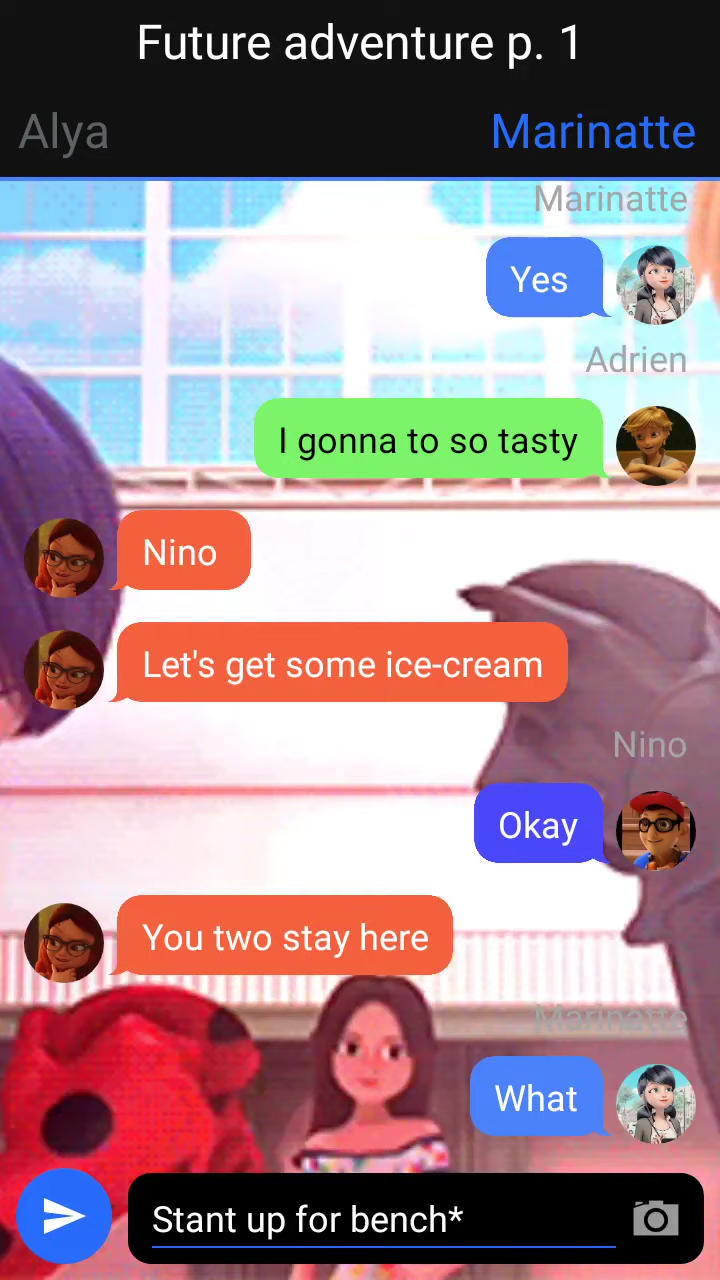 Future adventure p. 1
Alya
Marinatte
Marinatte
Yes
Adrien
I gonna to so tasty
Nino
Let's get some ice-cream
Nino
Okay
You two stay here
Marinatte
What
Stant up for bench*